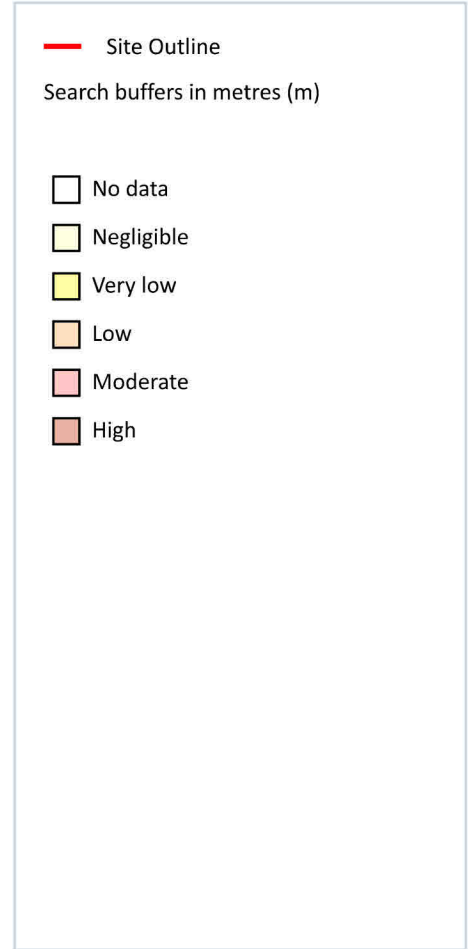 Site Outline
Search buffers in metres (m)
No data
Negligible
Very low
Low
Moderate
High